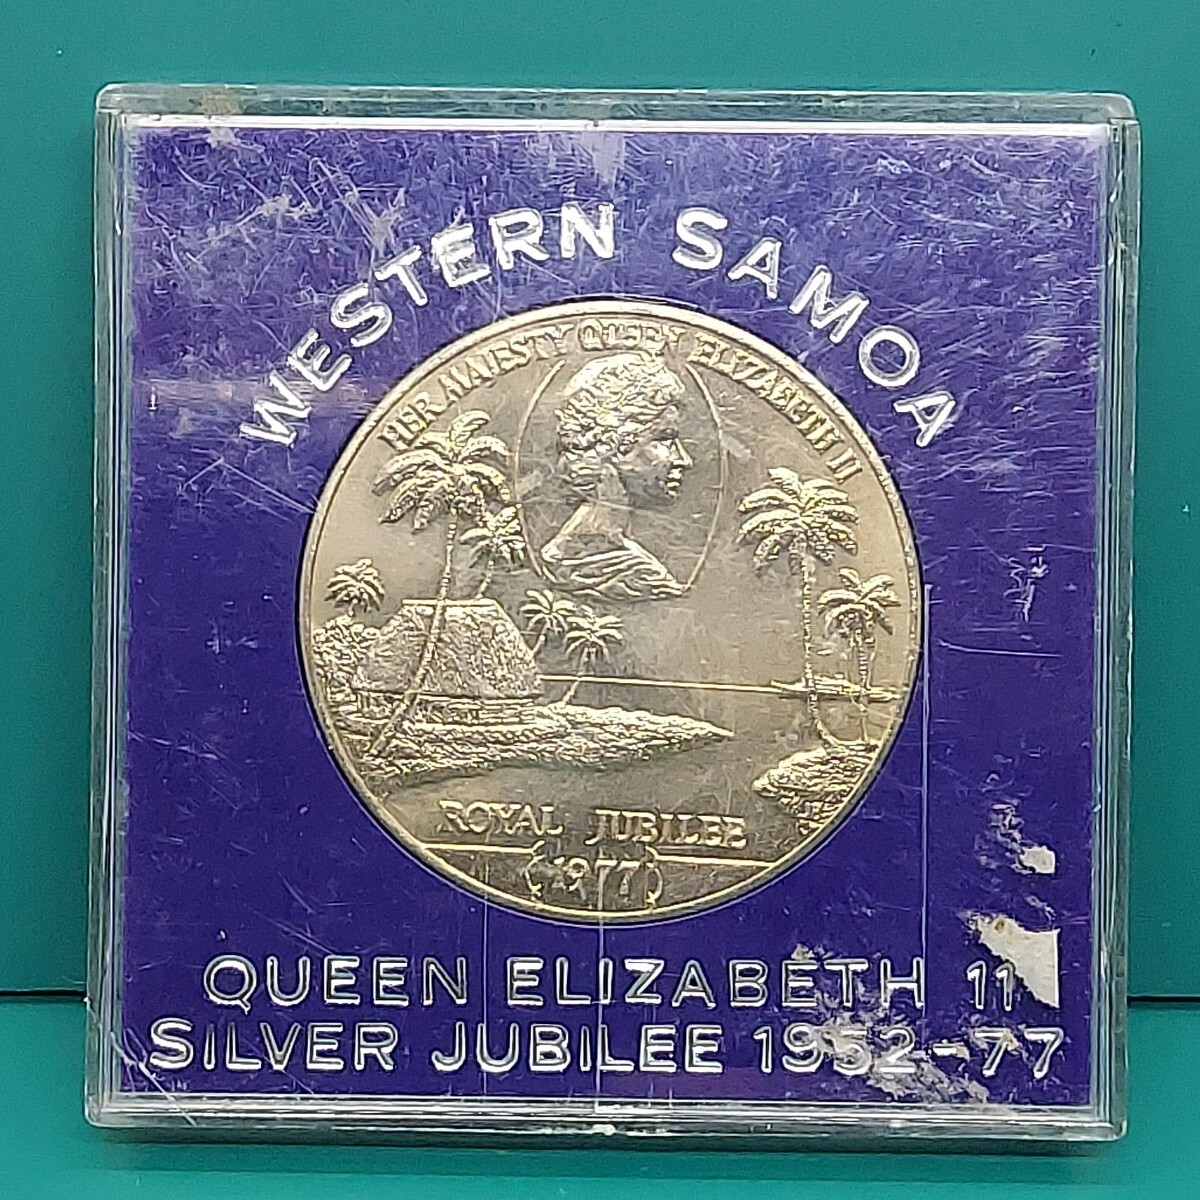 WESTERN SAMOA
HER MAJESTY QUEEN ELIZABETH II
ROYAL JUBILEE
1977
QUEEN ELIZABETH 11
SILVER JUBILEE 1952-77